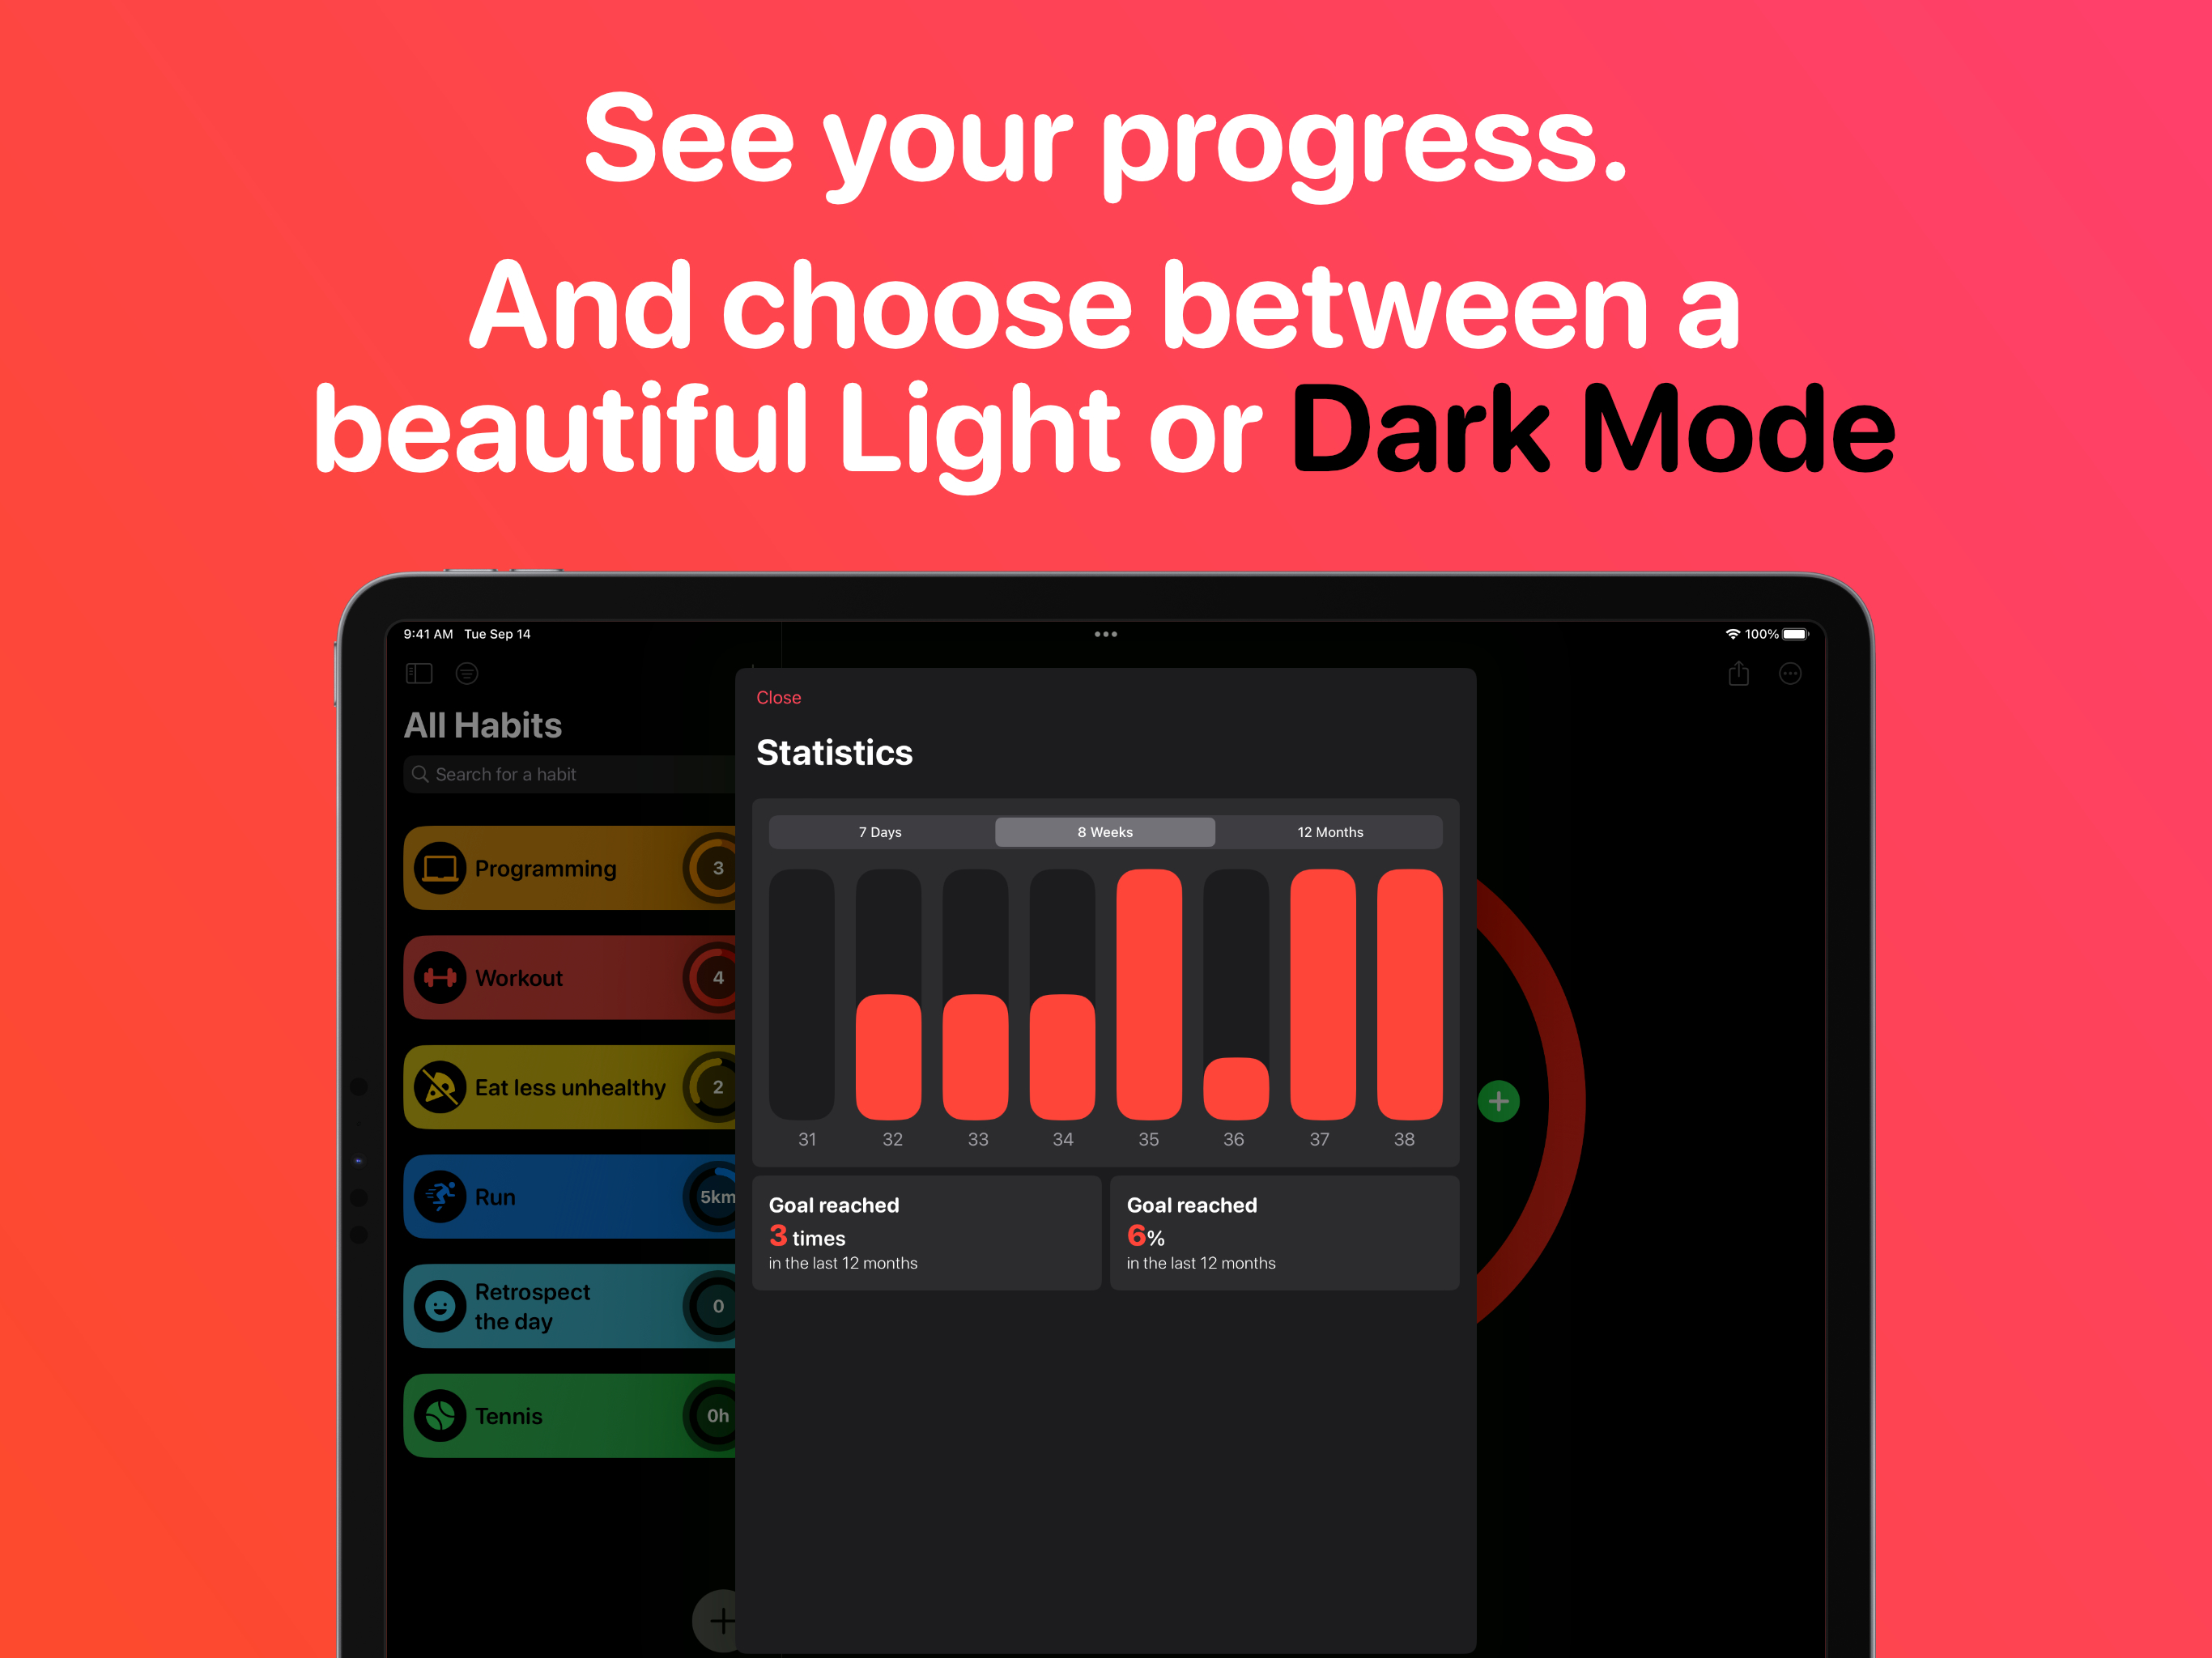 See your progress.
And choose between a
beautiful Light or Dark Mode
9:41 AM Tue Sep 14
100%
All Habits
Search for a habit
Programming
3
Workout
4
Eat less unhealthy
2
Run
5km
Retrospect
the day
0
Tennis
0h
Close
Statistics
7 Days
8 Weeks
12 Months
31 32 33 34 35 36 37 38
Goal reached
3 times
in the last 12 months
Goal reached
6%
in the last 12 months